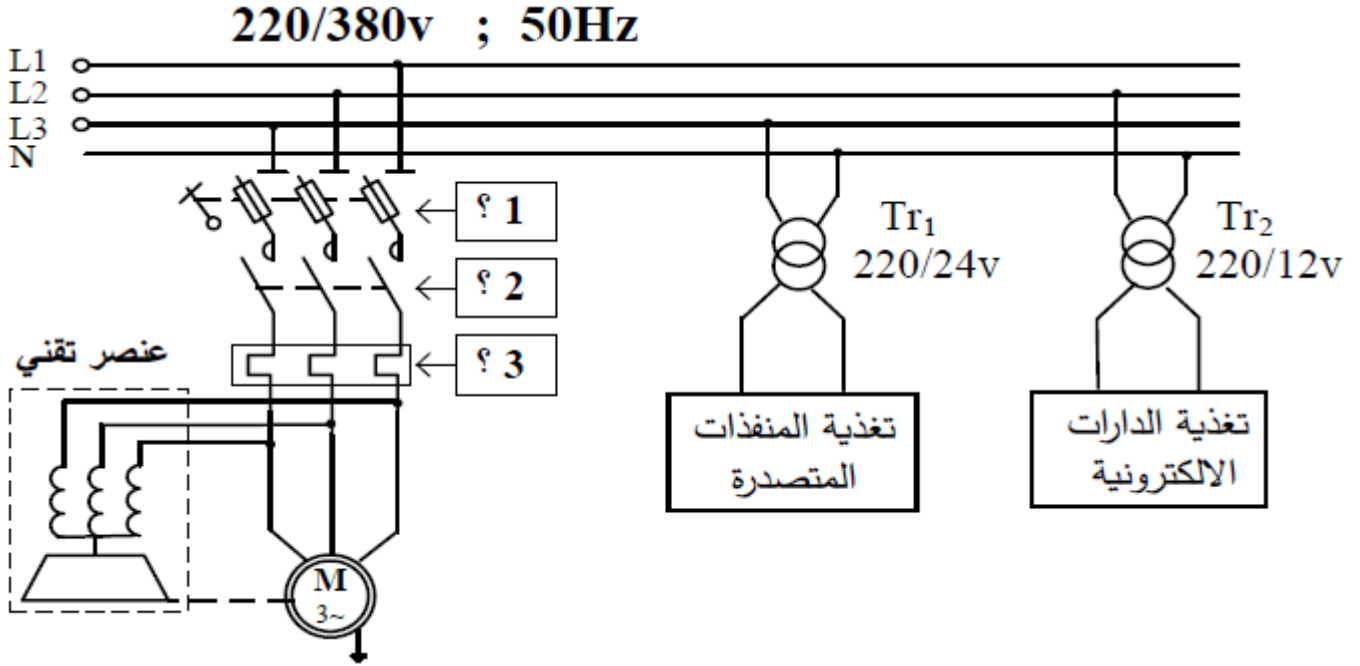 220/380v ; 50Hz
L1
L2
L3
N
؟ 1
؟ 2
؟ 3
Tr₁
220/24v
Tr₂
220/12v
عنصر تقني
تغذية المنفذات
المتصدرة
تغذية الدارات
الالكترونية
M
3~